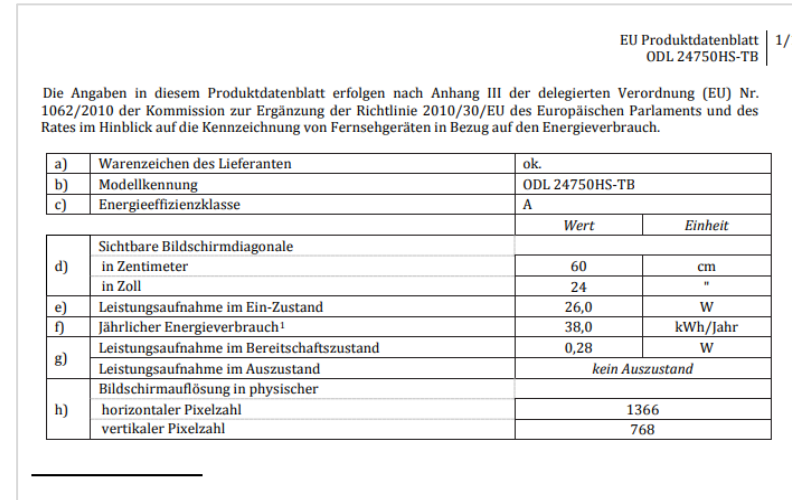 EU Produktdatenblatt 1/
ODL 24750HS-TB
Die Angaben in diesem Produktdatenblatt erfolgen nach Anhang III der delegierten Verordnung (EU) Nr.
1062/2010 der Kommission zur Ergänzung der Richtlinie 2010/30/EU des Europäischen Parlaments und des
Rates im Hinblick auf die Kennzeichnung von Fernsehgeräten in Bezug auf den Energieverbrauch.
a) Warenzeichen des Lieferanten ok.
b) Modellkennung ODL 24750HS-TB
c) Energieeffizienzklasse A
Wert Einheit
Sichtbare Bildschirmdiagonale
d) in Zentimeter 60 cm
in Zoll 24 "
e) Leistungsaufnahme im Ein-Zustand 26,0 W
f) Jährlicher Energieverbrauch¹ 38,0 kWh/Jahr
g) Leistungsaufnahme im Bereitschaftszustand 0,28 W
Leistungsaufnahme im Auszustand kein Auszustand
Bildschirmauflösung in physischer
h) horizontaler Pixelzahl 1366
vertikaler Pixelzahl 768